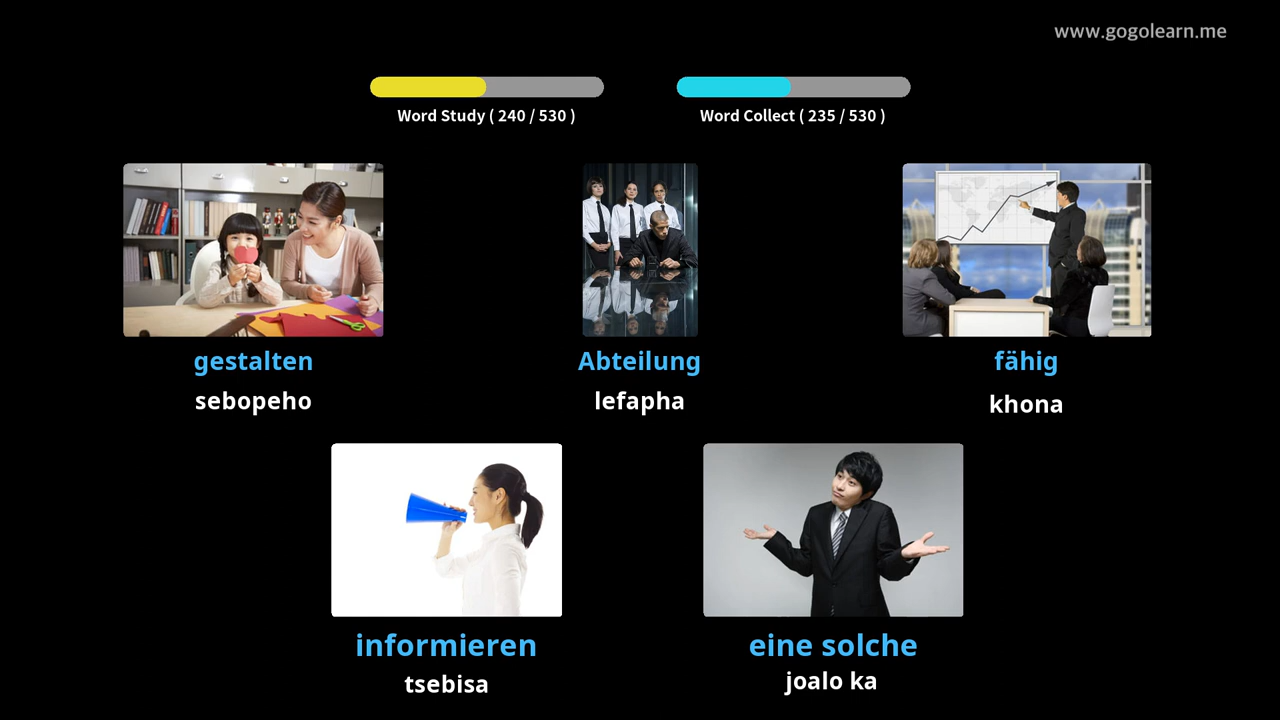 www.gogolearn.me
Word Study ( 240 / 530 )
Word Collect ( 235 / 530 )
gestalten
sebopeho
Abteilung
lefapha
fähig
khona
informieren
tsebisa
eine solche
joalo ka